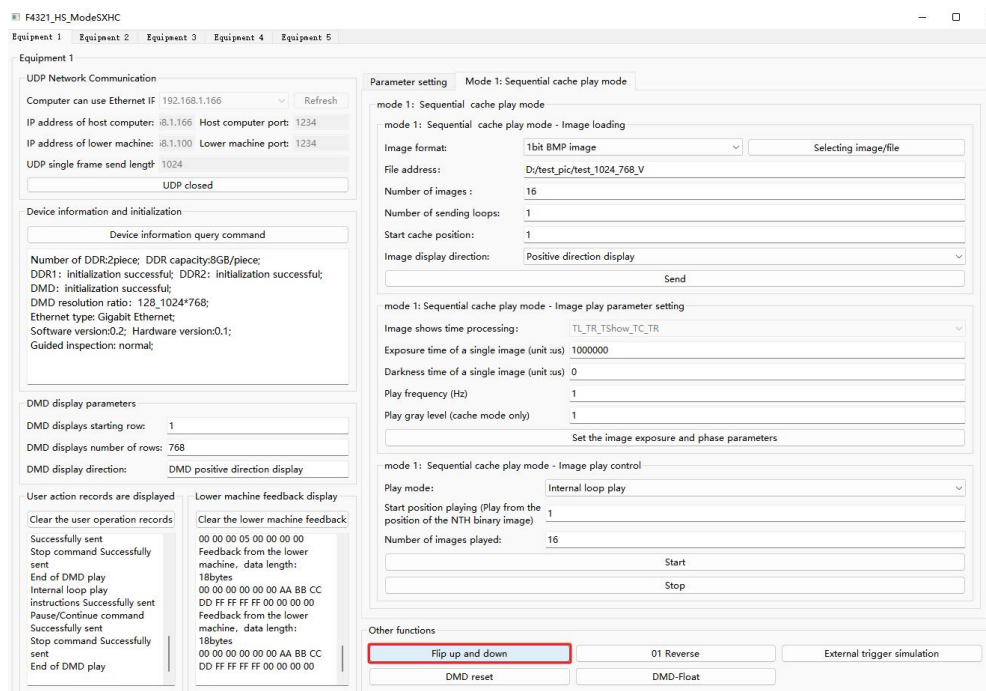 F4321_HS_ModeSXHC
Equipment 1 Equipment 2 Equipment 3 Equipment 4 Equipment 5
Equipment 1
UDP Network Communication
Computer can use Ethernet IF 192.168.1.166 Refresh
IP address of host computer: i8.1.166 Host computer port: 1234
IP address of lower machine: i8.1.100 Lower machine port: 1234
UDP single frame send length 1024
UDP closed
Device information and initialization
Device information query command
Number of DDR:2piece; DDR capacity:8GB/piece;
DDR1: initialization successful; DDR2: initialization successful;
DMD: initialization successful;
DMD resolution ratio: 128_1024*768;
Ethernet type: Gigabit Ethernet;
Software version:0.2; Hardware version:0.1;
Guided inspection: normal;
DMD display parameters
DMD displays starting row: 1
DMD displays number of rows: 768
DMD display direction: DMD positive direction display
User action records are displayed
Clear the user operation records
Successfully sent
Stop command Successfully
sent
End of DMD play
Internal loop play
instructions Successfully sent
Pause/Continue command
Successfully sent
Stop command Successfully
sent
End of DMD play
Lower machine feedback display
Clear the lower machine feedback
00 00 00 05 00 00 00 00
Feedback from the lower
machine, data length:
18bytes
00 00 00 00 00 00 AA BB CC
DD FF FF FF FF 00 00 00 00
Feedback from the lower
machine, data length:
18bytes
00 00 00 00 00 00 AA BB CC
DD FF FF FF FF 00 00 00 00
Parameter setting Mode 1: Sequential cache play mode
mode 1: Sequential cache play mode
mode 1: Sequential cache play mode - Image loading
Image format: 1bit BMP image Selecting image/file
File address: D:/test_pic/test_1024_768_V
Number of images : 16
Number of sending loops: 1
Start cache position: 1
Image display direction: Positive direction display
Send
mode 1: Sequential cache play mode - Image play parameter setting
Image shows time processing: TL_TR_TShow_TC_TR
Exposure time of a single image (unit :us) 1000000
Darkness time of a single image (unit :us) 0
Play frequency (Hz) 1
Play gray level (cache mode only) 1
Set the image exposure and phase parameters
mode 1: Sequential cache play mode - Image play control
Play mode: Internal loop play
Start position playing (Play from the
position of the NTH binary image) 1
Number of images played: 16
Start
Stop
Other functions
Flip up and down 01 Reverse External trigger simulation
DMD reset DMD-Float